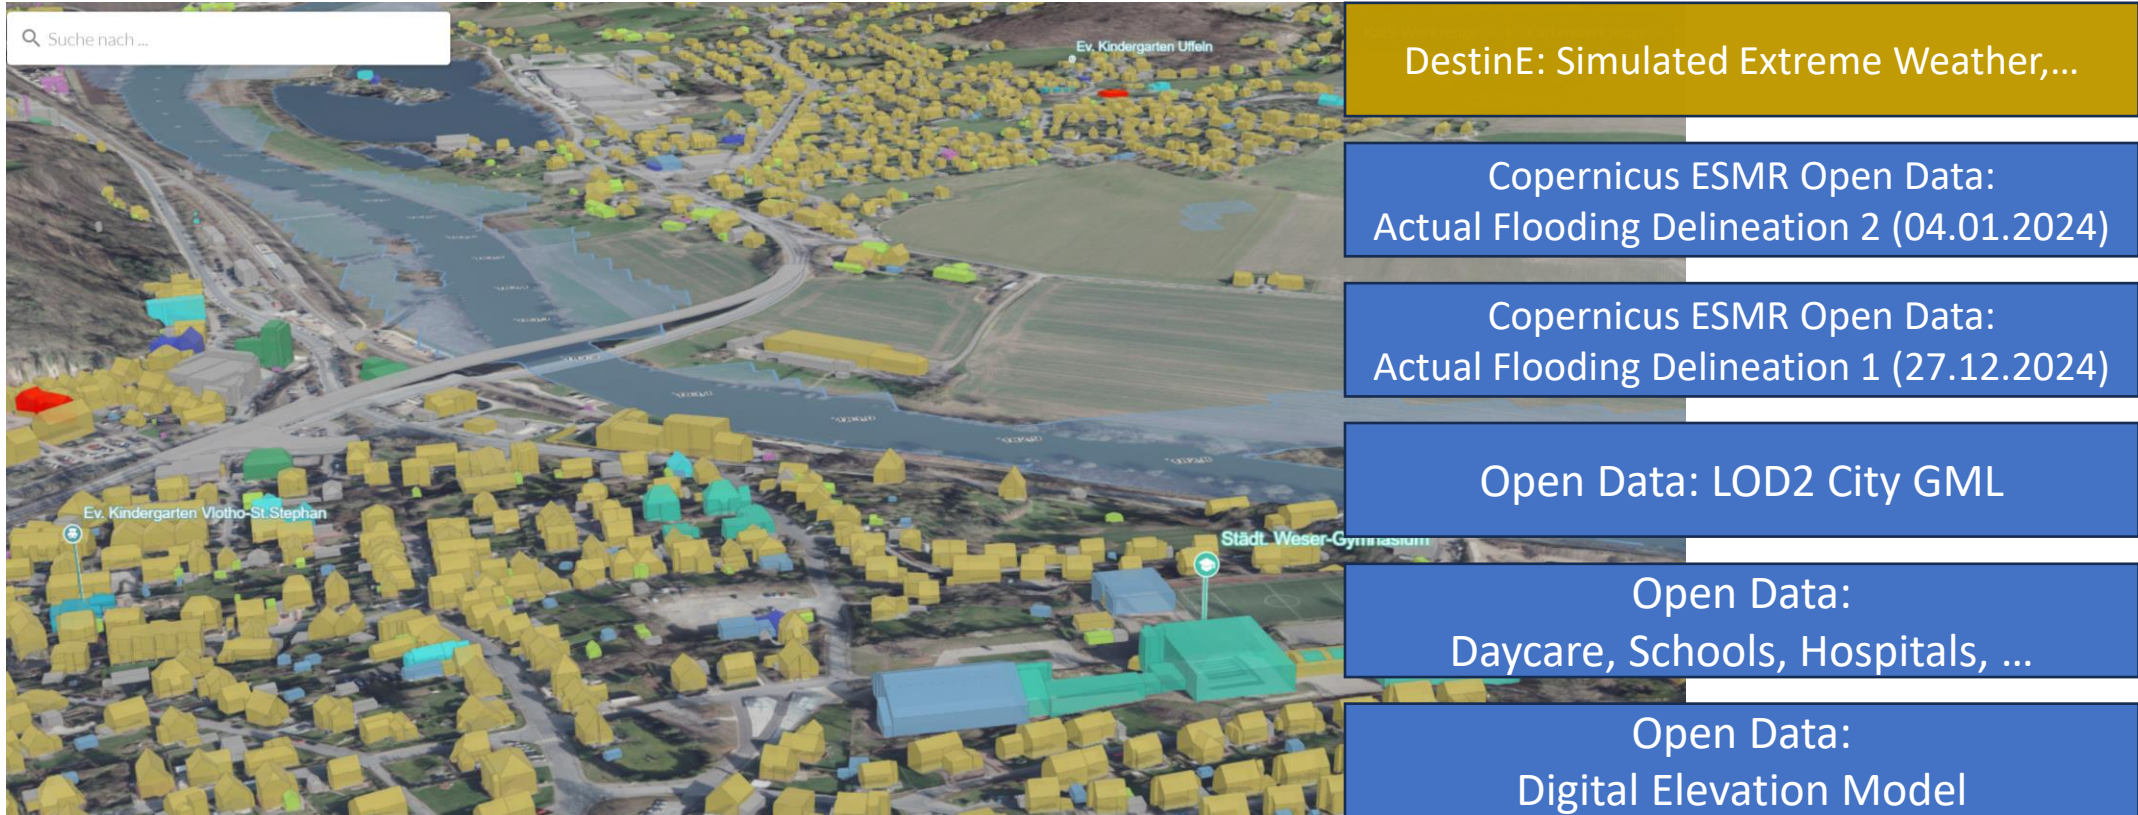 Suche nach ...
Ev. Kindergarten Uffeln
Ev. Kindergarten Vlotho-St.Stephan
Städt. Weser-Gymnasium
DestinE: Simulated Extreme Weather,...
Copernicus ESMR Open Data:
Actual Flooding Delineation 2 (04.01.2024)
Copernicus ESMR Open Data:
Actual Flooding Delineation 1 (27.12.2024)
Open Data: LOD2 City GML
Open Data:
Daycare, Schools, Hospitals, ...
Open Data:
Digital Elevation Model